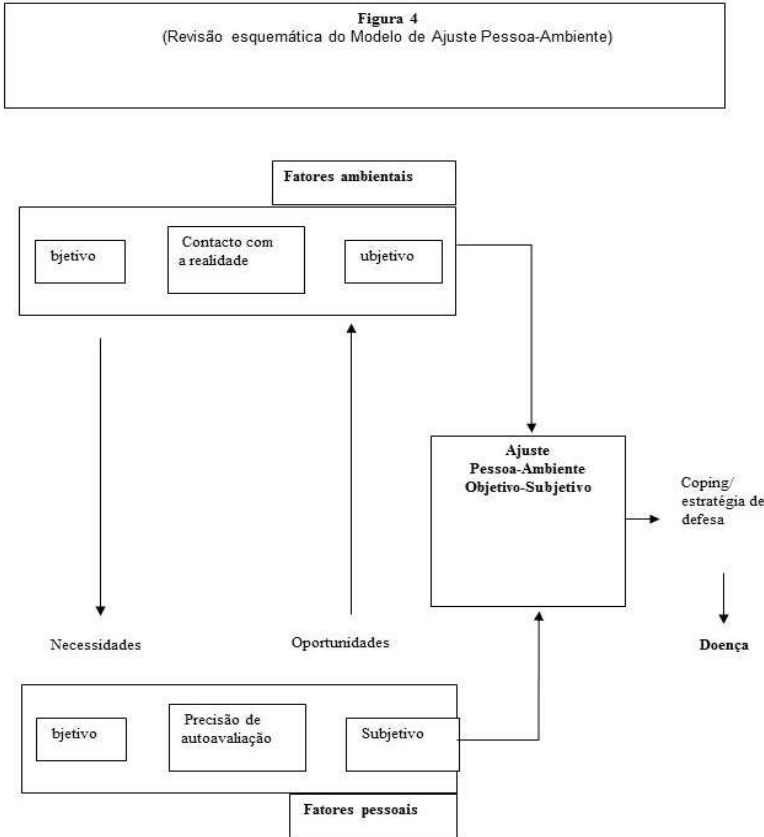 Figura 4
(Revisão esquemática do Modelo de Ajuste Pessoa-Ambiente)
Fatores ambientais
bjetivo
Contacto com
a realidade
ubjetivo
Ajuste
Pessoa-Ambiente
Objetivo-Subjetivo
Coping/
estratégia de
defesa
Necessidades
Oportunidades
Doença
bjetivo
Precisão de
autoavaliação
Subjetivo
Fatores pessoais